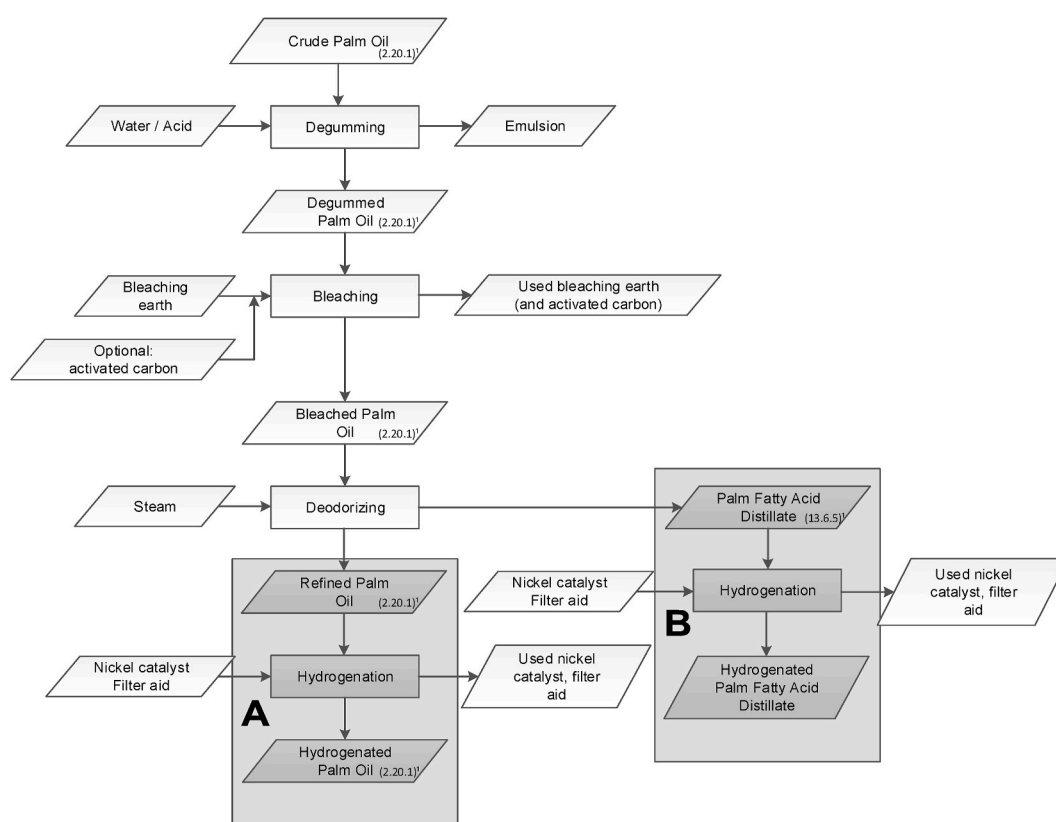 Crude Palm Oil
(2.20.1)¹
Water / Acid
Degumming
Emulsion
Degummed
Palm Oil (2.20.1)¹
Bleaching
earth
Bleaching
Used bleaching earth
(and activated carbon)
Optional:
activated carbon
Bleached Palm
Oil (2.20.1)¹
Steam
Deodorizing
Palm Fatty Acid
Distillate (13.6.5)¹
Refined Palm
Oil (2.20.1)¹
Nickel catalyst
Filter aid
Hydrogenation
Used nickel
catalyst, filter
aid
B
Nickel catalyst
Filter aid
Hydrogenation
Used nickel
catalyst, filter
aid
Hydrogenated
Palm Fatty Acid
Distillate
A
Hydrogenated
Palm Oil (2.20.1)¹